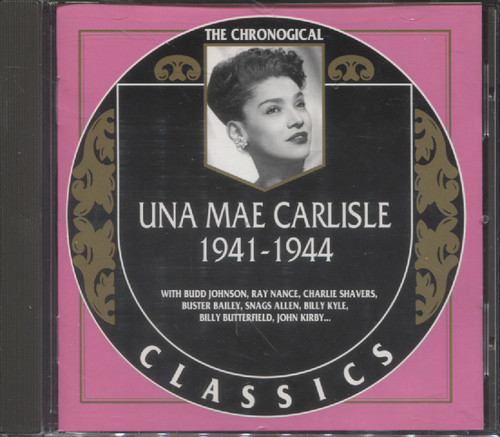 THE CHRONOGICAL
UNA MAE CARLISLE
1941-1944
WITH BUDD JOHNSON, RAY NANCE, CHARLIE SHAVERS,
BUSTER BAILEY, SNAGS ALLEN, BILLY KYLE,
BILLY BUTTERFIELD, JOHN KIRBY...
CLASSICS